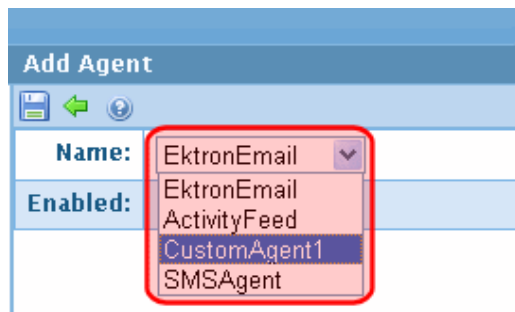 Add Agent
Name: EktronEmail
Enabled:
EktronEmail
ActivityFeed
CustomAgent1
SMSAgent